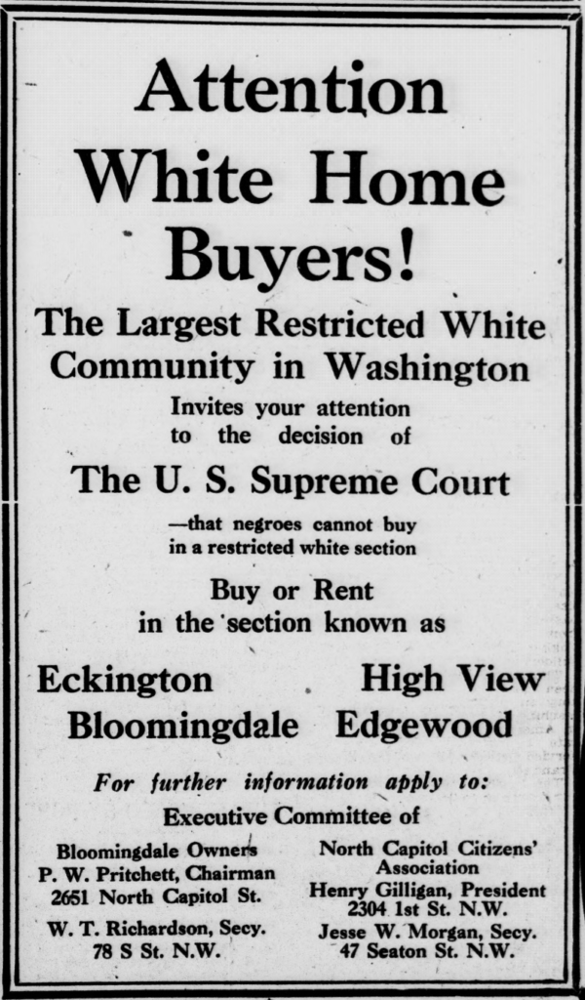 Attention
White Home
Buyers!
The Largest Restricted White
Community in Washington
Invites your attention
to the decision of
The U. S. Supreme Court
—that negroes cannot buy
in a restricted white section
Buy or Rent
in the section known as
Eckington High View
Bloomingdale Edgewood
For further information apply to:
Executive Committee of
Bloomingdale Owners
P. W. Pritchett, Chairman
2651 North Capitol St.
W. T. Richardson, Secy.
78 S St. N.W.
North Capitol Citizens'
Association
Henry Gilligan, President
2304 1st St. N.W.
Jesse W. Morgan, Secy.
47 Seaton St. N.W.